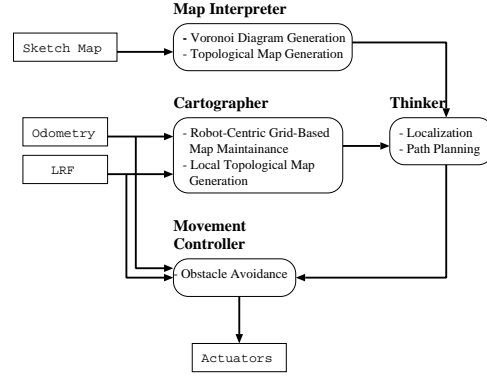 Map Interpreter
Sketch Map
- Voronoi Diagram Generation
- Topological Map Generation
Cartographer
Thinker
Odometry
LRF
- Robot-Centric Grid-Based
Map Maintainance
- Local Topological Map
Generation
- Localization
- Path Planning
Movement
Controller
- Obstacle Avoidance
Actuators